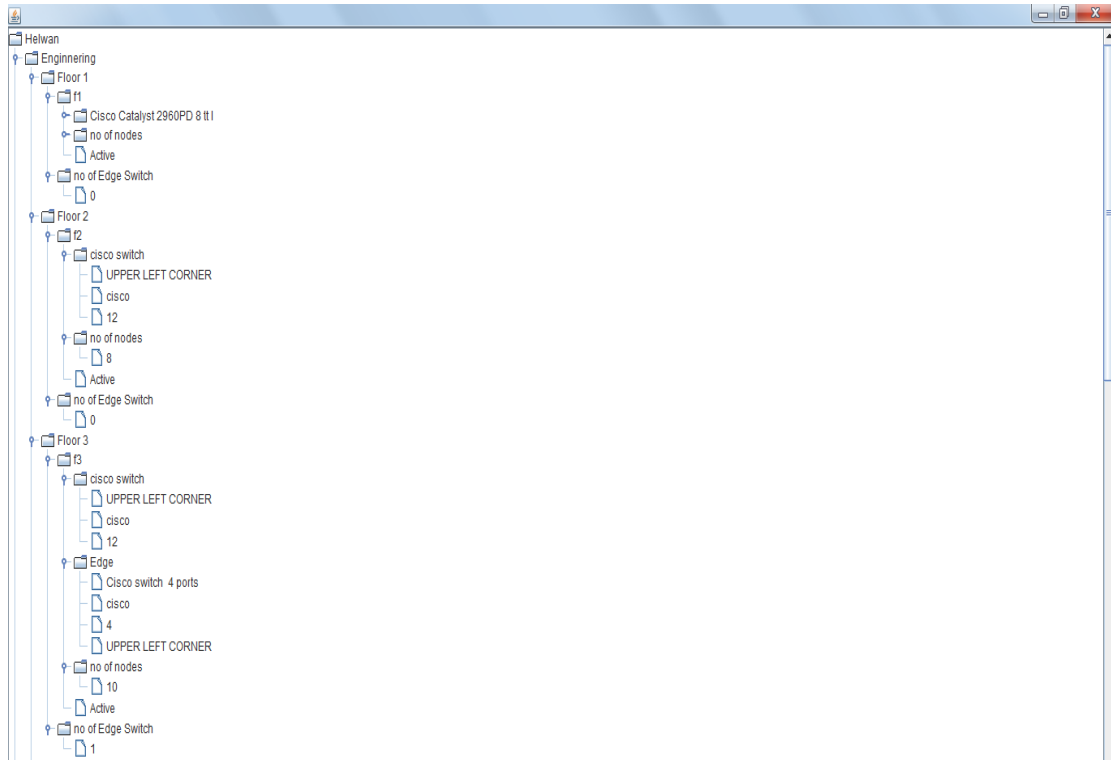 Helwan
Enginnering
Floor 1
f1
Cisco Catalyst 2960PD 8 tt l
no of nodes
Active
no of Edge Switch
0
Floor 2
f2
cisco switch
UPPER LEFT CORNER
cisco
12
no of nodes
8
Active
no of Edge Switch
0
Floor 3
f3
cisco switch
UPPER LEFT CORNER
cisco
12
Edge
Cisco switch  4 ports
cisco
4
UPPER LEFT CORNER
no of nodes
10
Active
no of Edge Switch
1